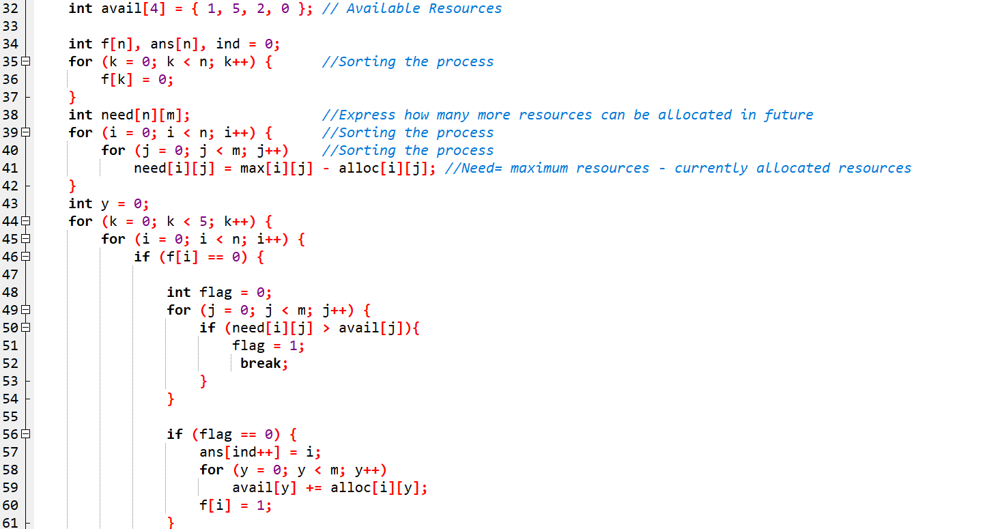 32 int avail[4] = { 1, 5, 2, 0 }; // Available Resources
33
34 int f[n], ans[n], ind = 0;
35 for (k = 0; k < n; k++) { //Sorting the process
36 f[k] = 0;
37 }
38 int need[n][m]; //Express how many more resources can be allocated in future
39 for (i = 0; i < n; i++) { //Sorting the process
40 for (j = 0; j < m; j++) //Sorting the process
41 need[i][j] = max[i][j] - alloc[i][j]; //Need= maximum resources - currently allocated resources
42 }
43 int y = 0;
44 for (k = 0; k < 5; k++) {
45 for (i = 0; i < n; i++) {
46 if (f[i] == 0) {
47
48 int flag = 0;
49 for (j = 0; j < m; j++) {
50 if (need[i][j] > avail[j]){
51 flag = 1;
52 break;
53 }
54 }
55
56 if (flag == 0) {
57 ans[ind++] = i;
58 for (y = 0; y < m; y++)
59 avail[y] += alloc[i][y];
60 f[i] = 1;
61 }